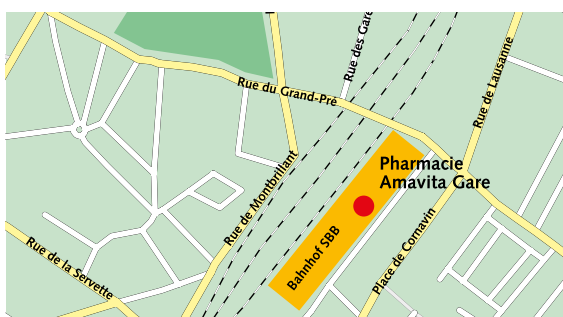 Rue des Gare
Rue de Lausanne
Rue du Grand-Pré
Pharmacie
Amavita Gare
Rue de Montbrillant
Bahnhof SBB
Place de Cornavin
Rue de la Servette